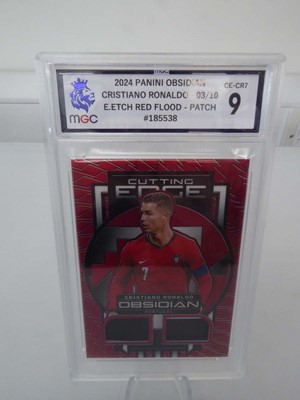 2024 PANINI OBSIDIAN
CRISTIANO RONALDO - 03/10
E.ETCH RED FLOOD - PATCH
#185538
CE-CR7
9
MGC
CUTTING
EDGE
7
CRISTIANO RONALDO
OBSIDIAN